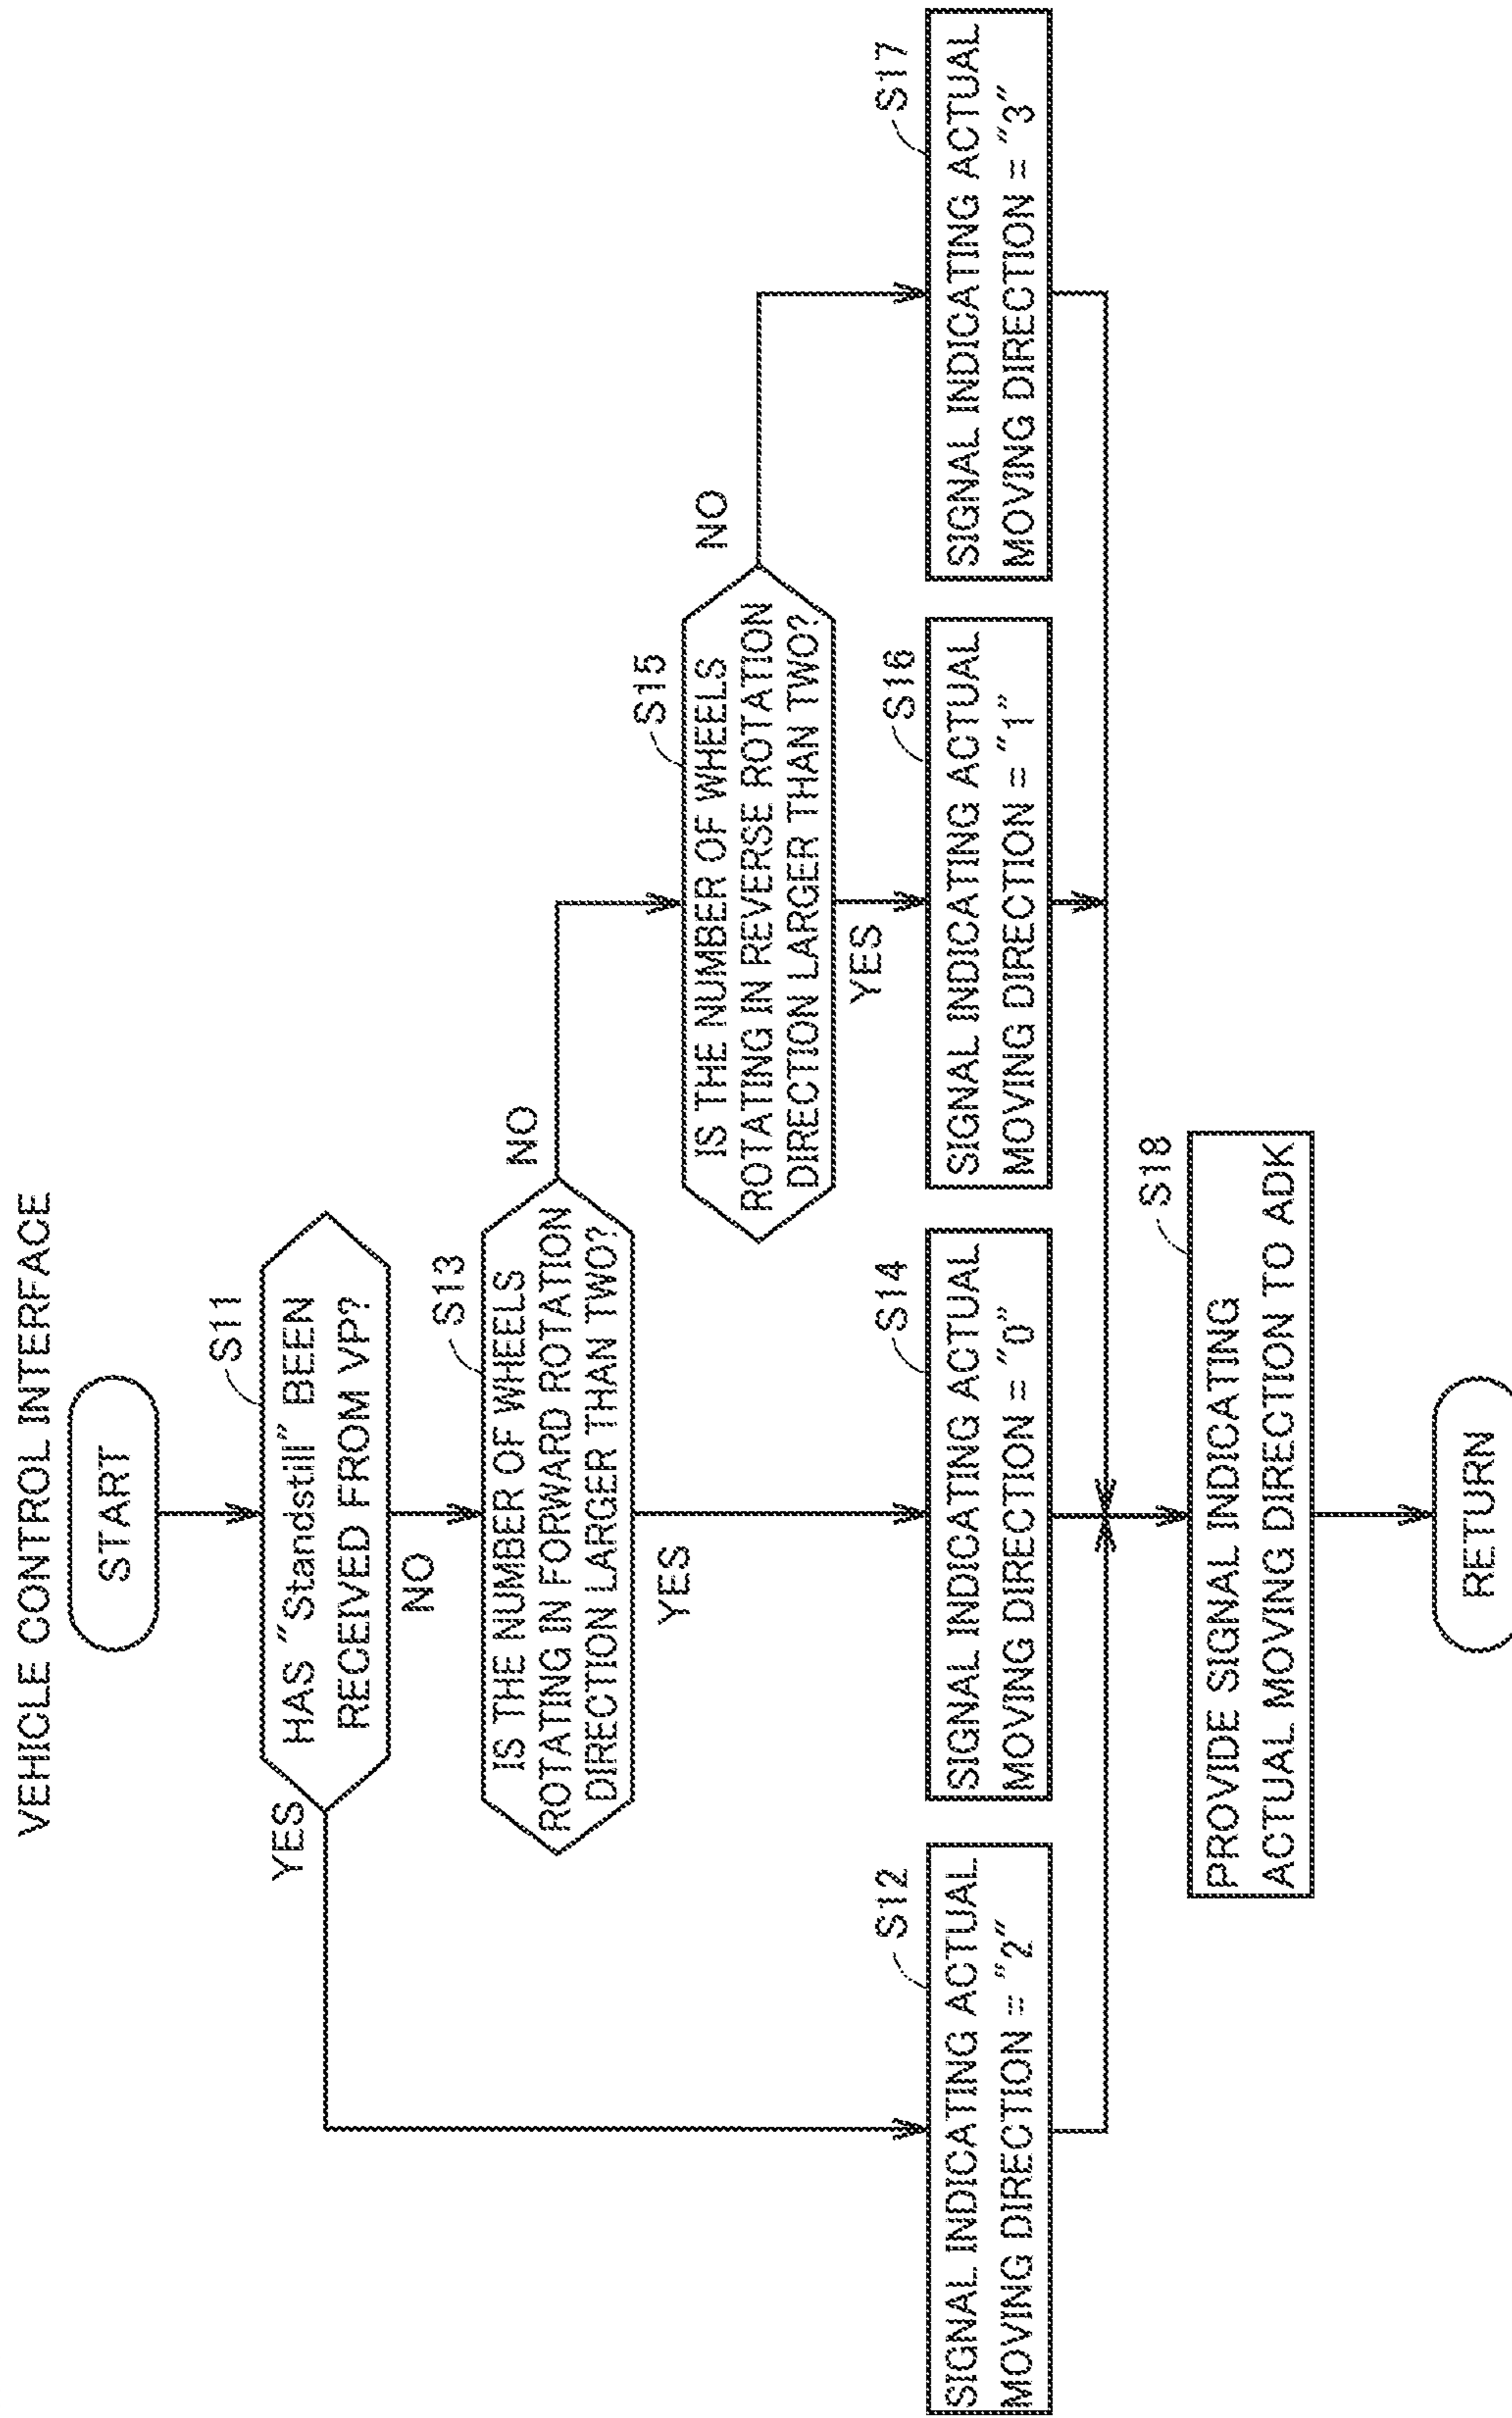 VEHICLE CONTROL INTERFACE
START
S11
HAS "Standstill" BEEN
RECEIVED FROM VP?
YES
NO
S13
IS THE NUMBER OF WHEELS
ROTATING IN FORWARD ROTATION
DIRECTION LARGER THAN TWO?
NO
YES
S15
IS THE NUMBER OF WHEELS
ROTATING IN REVERSE ROTATION
DIRECTION LARGER THAN TWO?
NO
YES
S12
SIGNAL INDICATING ACTUAL
MOVING DIRECTION = "2"
S14
SIGNAL INDICATING ACTUAL
MOVING DIRECTION = "0"
S16
SIGNAL INDICATING ACTUAL
MOVING DIRECTION = "1"
S17
SIGNAL INDICATING ACTUAL
MOVING DIRECTION = "3"
S18
PROVIDE SIGNAL INDICATING
ACTUAL MOVING DIRECTION TO ADK
RETURN